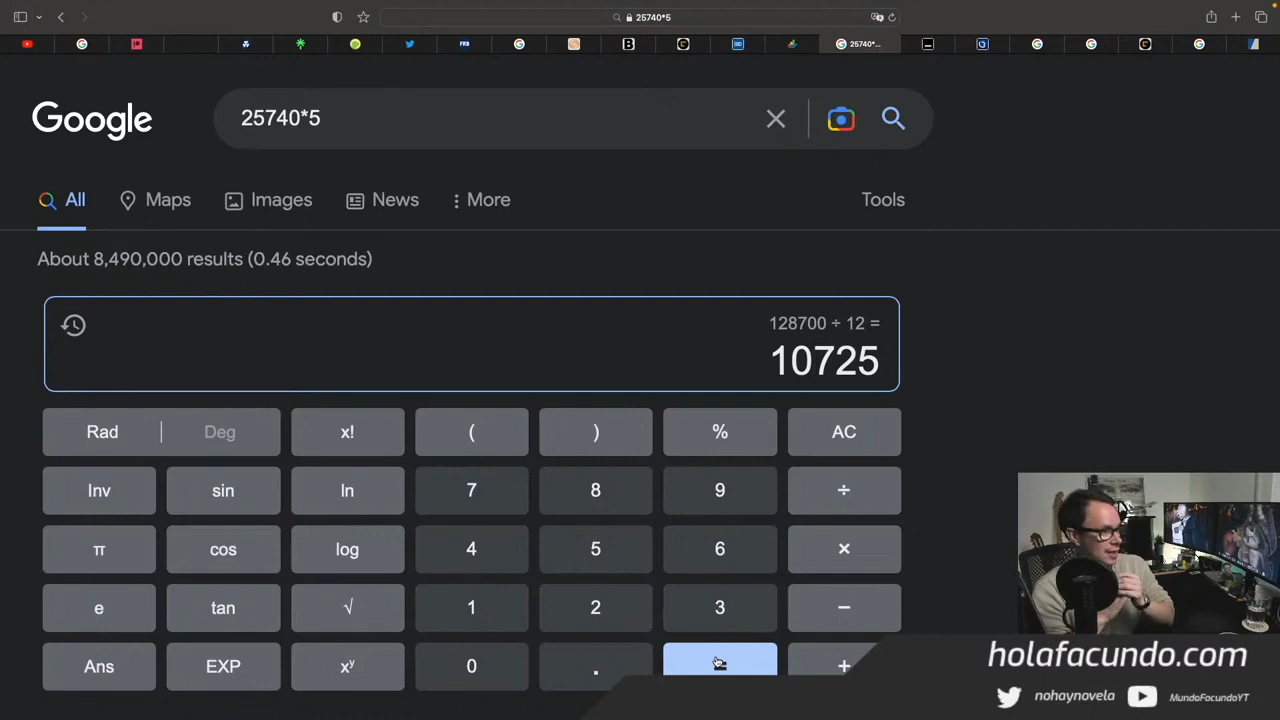 25740*5
25740*...
Google
25740*5
All
Maps
Images
News
More
Tools
About 8,490,000 results (0.46 seconds)
128700 ÷ 12 =
10725
Rad
Deg
x!
(
)
%
AC
Inv
sin
ln
7
8
9
÷
π
cos
log
4
5
6
×
e
tan
√
1
2
3
−
Ans
EXP
xʸ
0
.
=
+
holafacundo.com
nohaynovela
MundoFacundoYT